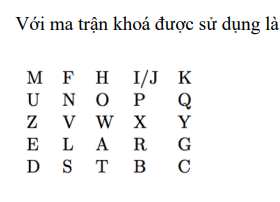 Với ma trận khoá được sử dụng là
M F H I/J K
U N O P Q
Z V W X Y
E L A R G
D S T B C